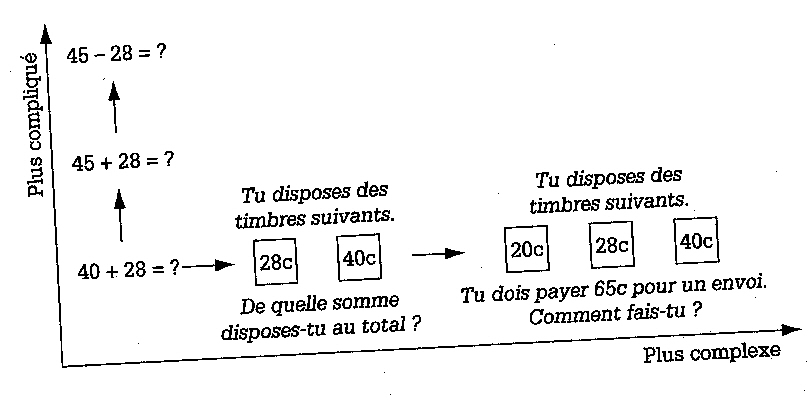 Plus compliqué
45 – 28 = ?
45 + 28 = ?
40 + 28 = ?
Tu disposes des
timbres suivants.
28c 40c
De quelle somme
disposes-tu au total ?
Tu disposes des
timbres suivants.
20c 28c 40c
Tu dois payer 65c pour un envoi.
Comment fais-tu ?
Plus complexe